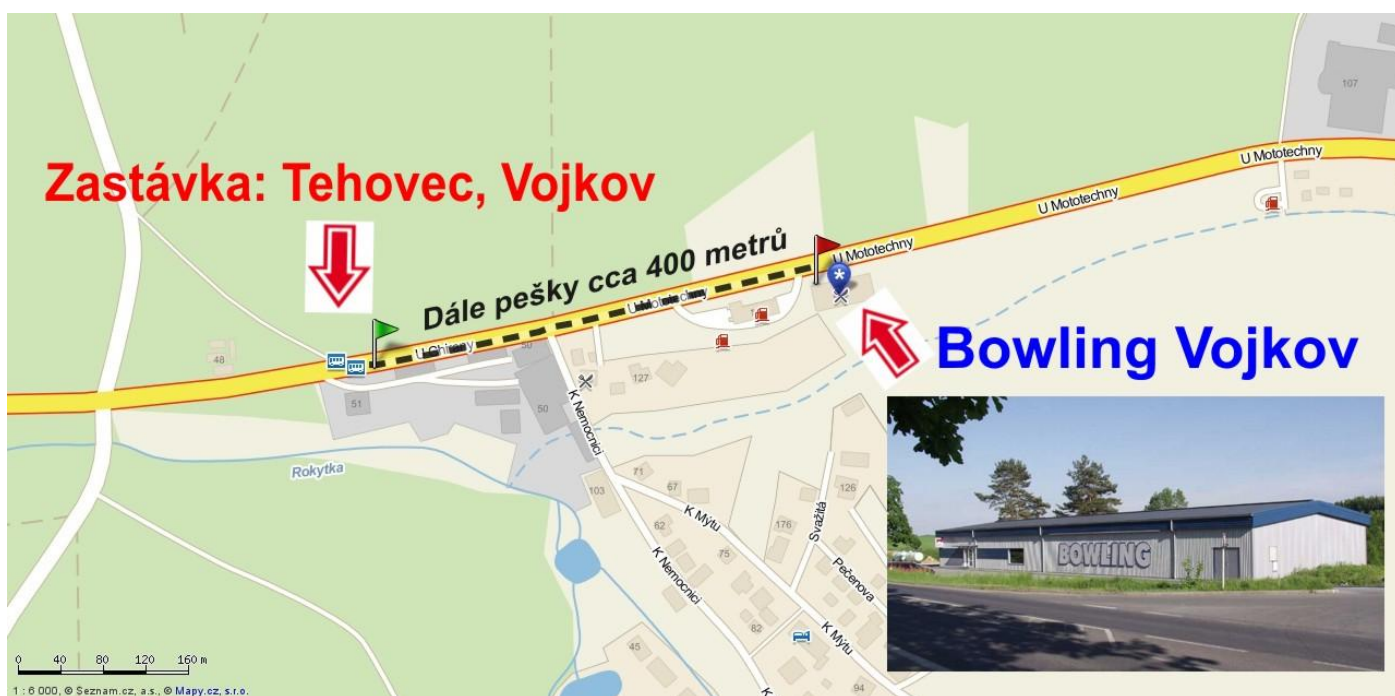 107
U Mototechny
Zastávka: Tehovec, Vojkov
U Mototechny
Dále pešky cca 400 metrů
U Mototechny
U Mototechny
48
50
127
Bowling Vojkov
51
50
K Nemocnici
Rokytka
71
103
67
126
K Mýtu
62
176
Svažitá
75
BOWLING
Pečenova
K Nemocnici
62
K Mýtu
45
94
0 40 80 120 160 m
1 : 6 000, © Seznam.cz, a.s., © Mapy.cz, s.r.o.